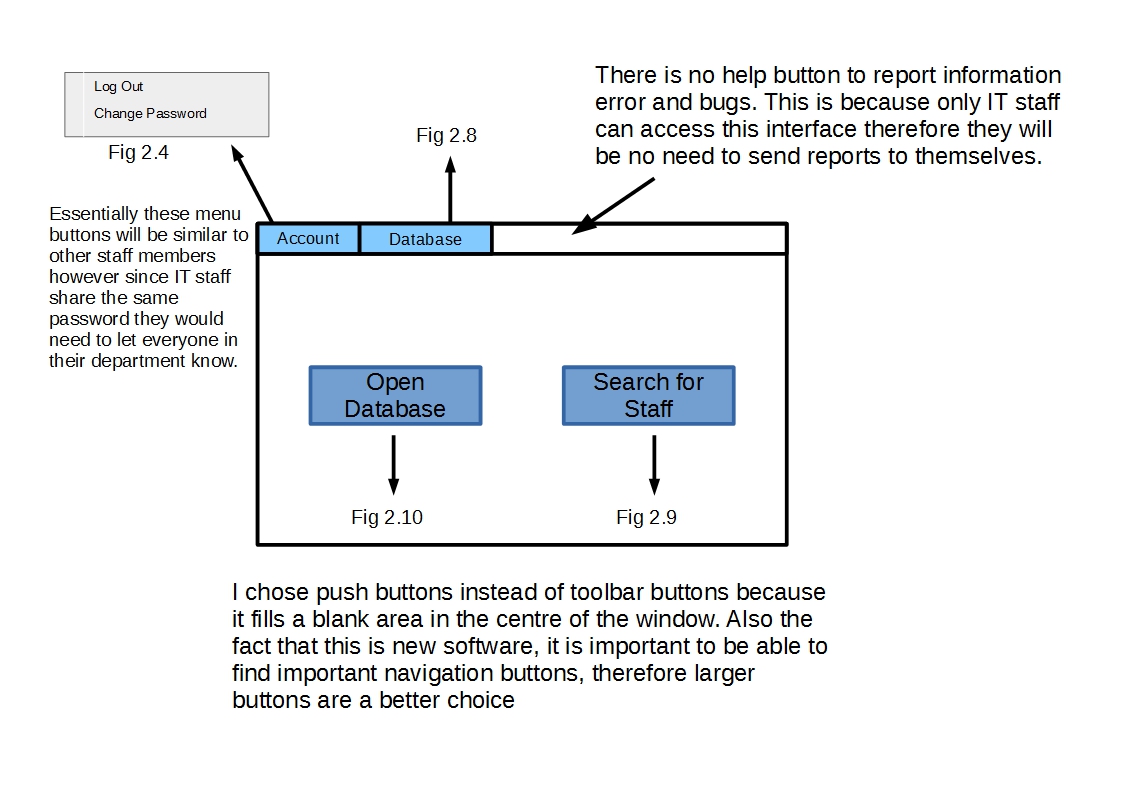 Log Out
Change Password
Fig 2.4
Fig 2.8
There is no help button to report information
error and bugs. This is because only IT staff
can access this interface therefore they will
be no need to send reports to themselves.
Essentially these menu
buttons will be similar to
other staff members
however since IT staff
share the same
password they would
need to let everyone in
their department know.
Account
Database
Open
Database
Search for
Staff
Fig 2.10
Fig 2.9
I chose push buttons instead of toolbar buttons because
it fills a blank area in the centre of the window. Also the
fact that this is new software, it is important to be able to
find important navigation buttons, therefore larger
buttons are a better choice